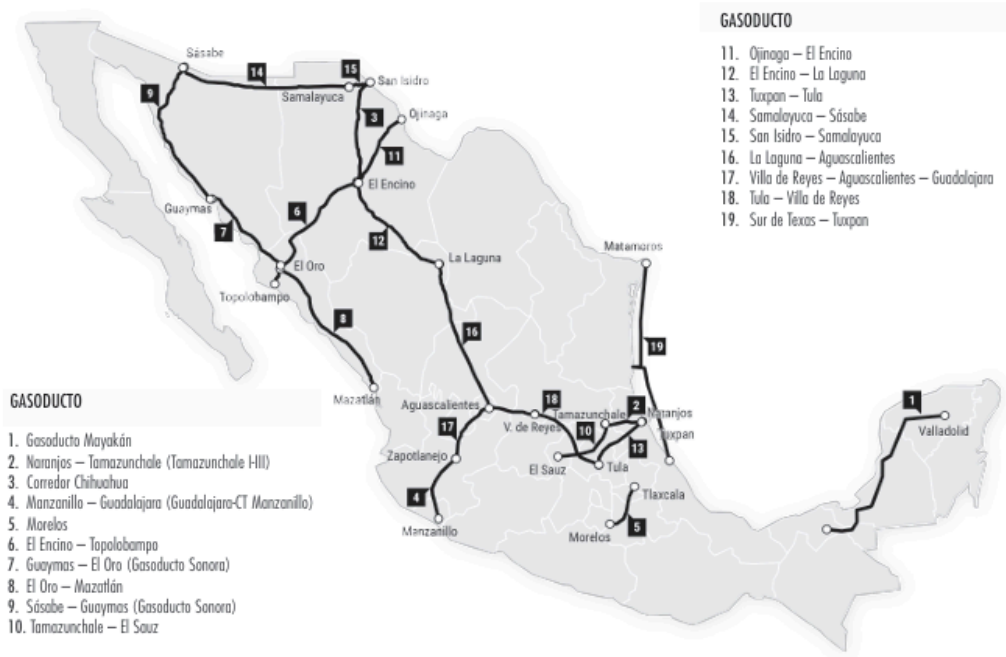 GASODUCTO
11. Ojinaga – El Encino
12. El Encino – La Laguna
13. Tuxpan – Tula
14. Samalayuca – Sásabe
15. San Isidro – Samalayuca
16. La Laguna – Aguascalientes
17. Villa de Reyes – Aguascalientes – Guadalajara
18. Tula – Villa de Reyes
19. Sur de Texas – Tuxpan
Sásabe
14
15
San Isidro
Samalayuca
9
3
Ojinaga
11
El Encino
Guaymas
6
7
12
El Oro
La Laguna
Matamoros
Topolobampo
8
16
19
Mazatlán
Aguascalientes
18
V. de Reyes
Tamazunchale
2
Naranjos
10
13
Tuxpan
17
Zapotlanejo
El Sauz
Tula
4
Manzanillo
Tlaxcala
5
Morelos
1
Valladolid
GASODUCTO
1. Gasoducto Mayakán
2. Naranjos – Tamazunchale (Tamazunchale I-III)
3. Corredor Chihuahua
4. Manzanillo – Guadalajara (Guadalajara-CT Manzanillo)
5. Morelos
6. El Encino – Topolobampo
7. Guaymas – El Oro (Gasoducto Sonora)
8. El Oro – Mazatlán
9. Sásabe – Guaymas (Gasoducto Sonora)
10. Tamazunchale – El Sauz